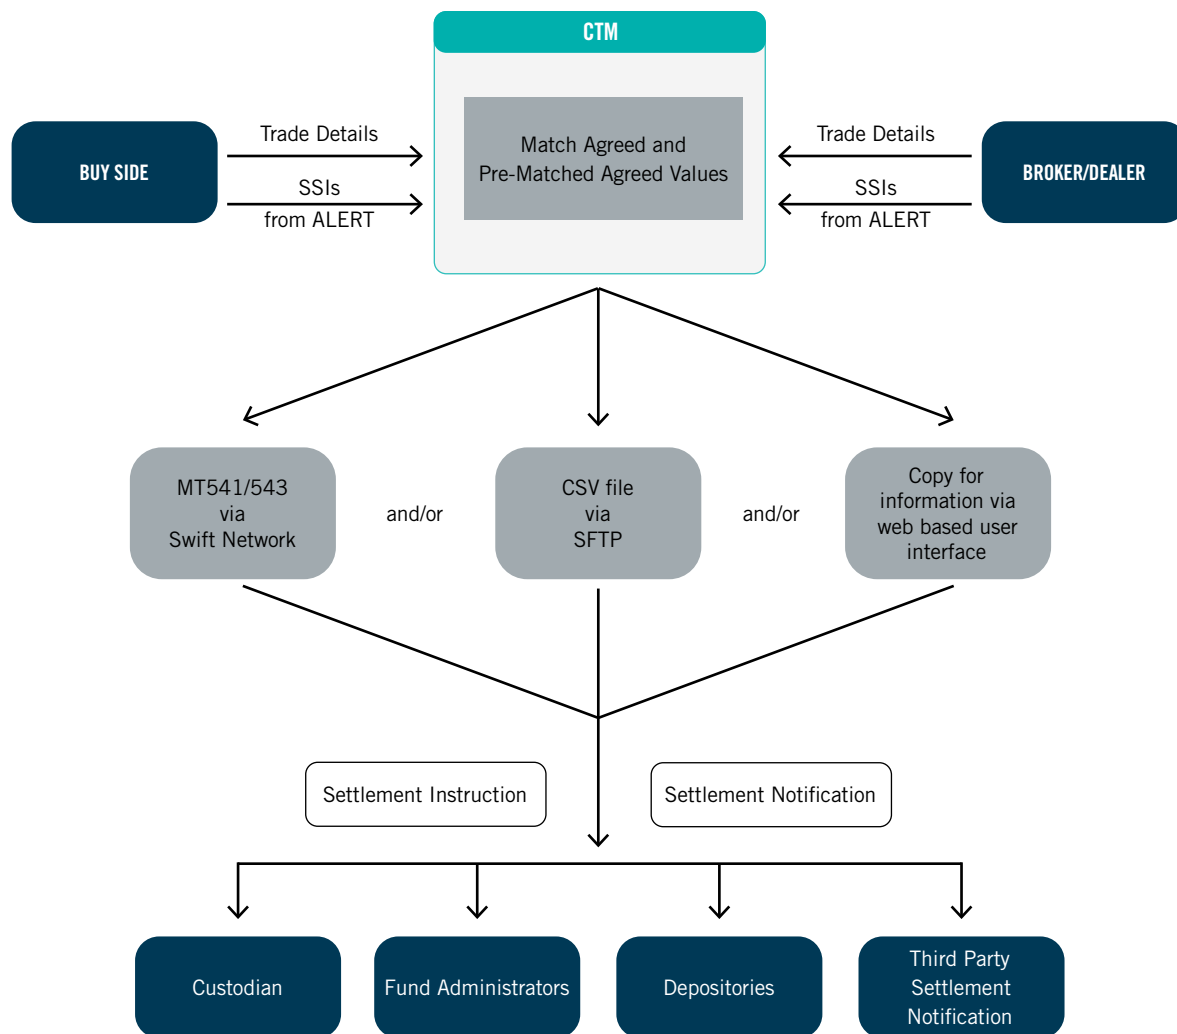 CTM
BUY SIDE
Trade Details
SSIs
from ALERT
Match Agreed and
Pre-Matched Agreed Values
Trade Details
SSIs
from ALERT
BROKER/DEALER
MT541/543
via
Swift Network
and/or
CSV file
via
SFTP
and/or
Copy for
information via
web based user
interface
Settlement Instruction
Settlement Notification
Custodian
Fund Administrators
Depositories
Third Party
Settlement
Notification